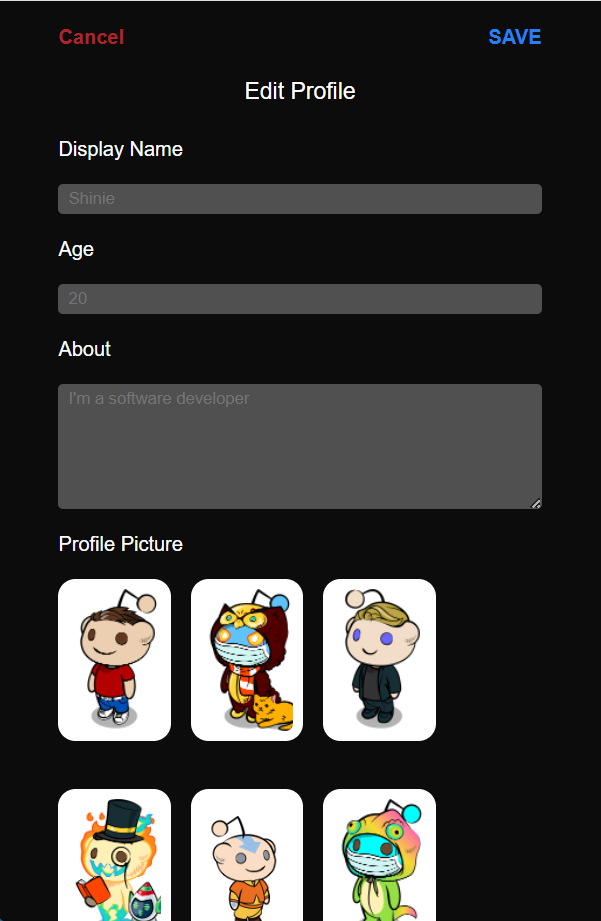 Cancel
SAVE
Edit Profile
Display Name
Shinie
Age
20
About
I'm a software developer
Profile Picture